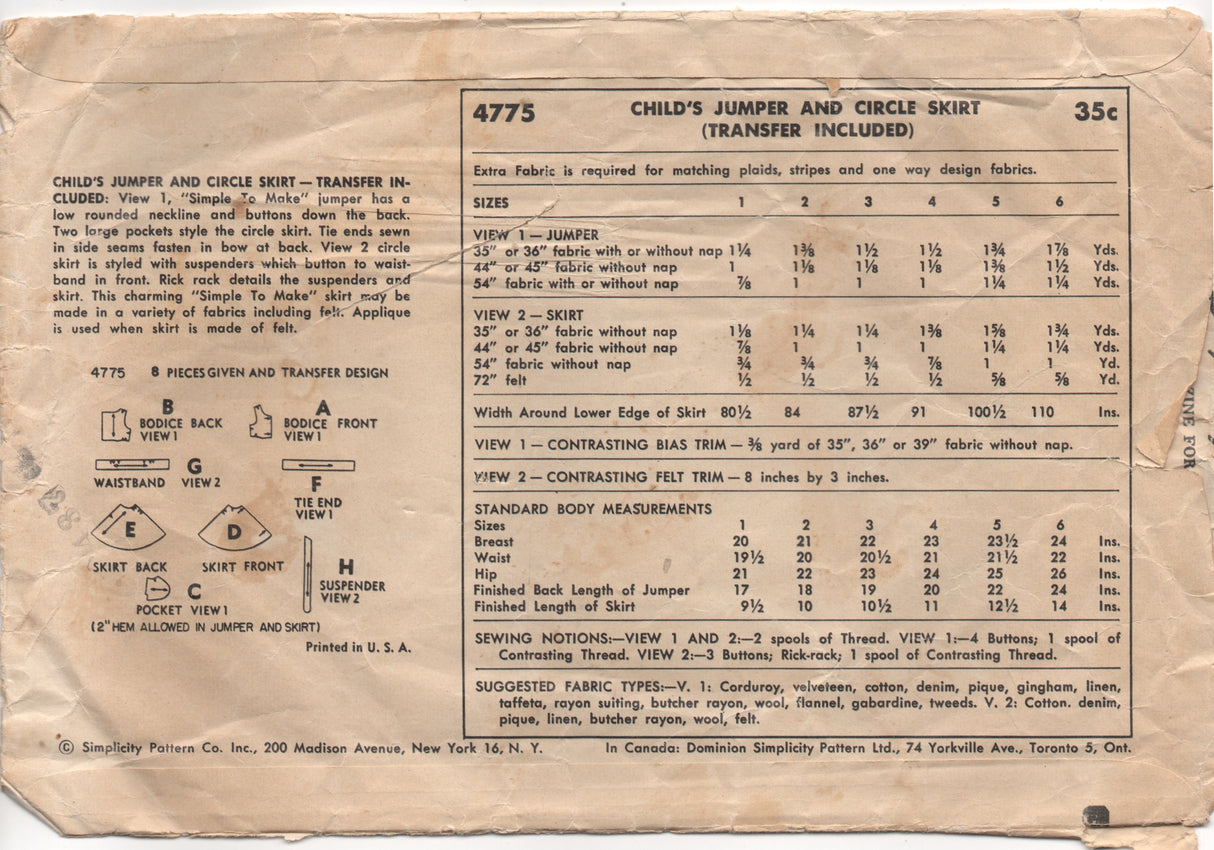 CHILD'S JUMPER AND CIRCLE SKIRT — TRANSFER IN-
CLUDED: View 1, "Simple To Make" jumper has a
low rounded neckline and buttons down the back.
Two large pockets style the circle skirt. Tie ends sewn
in side seams fasten in bow at back. View 2 circle
skirt is styled with suspenders which button to waist-
band in front. Rick rack details the suspenders and
skirt. This charming "Simple To Make" skirt may be
made in a variety of fabrics including felt. Applique
is used when skirt is made of felt.
4775 8 PIECES GIVEN AND TRANSFER DESIGN
B
BODICE BACK
VIEW 1
A
BODICE FRONT
VIEW 1
G
WAISTBAND VIEW 2
F
TIE END
VIEW 1
E
SKIRT BACK
D
SKIRT FRONT
H
SUSPENDER
VIEW 2
C
POCKET VIEW 1
(2" HEM ALLOWED IN JUMPER AND SKIRT)
Printed in U. S. A.
4775 CHILD'S JUMPER AND CIRCLE SKIRT 35c
(TRANSFER INCLUDED)
Extra Fabric is required for matching plaids, stripes and one way design fabrics.
SIZES 1 2 3 4 5 6
VIEW 1 — JUMPER
35" or 36" fabric with or without nap 1¼ 1⅜ 1½ 1½ 1¾ 1⅞ Yds.
44" or 45" fabric without nap 1 1⅛ 1⅛ 1⅛ 1⅜ 1½ Yds.
54" fabric with or without nap ⅞ 1 1 1 1¼ 1¼ Yds.
VIEW 2 — SKIRT
35" or 36" fabric without nap 1⅛ 1¼ 1¼ 1⅜ 1⅝ 1¾ Yds.
44" or 45" fabric without nap ⅞ 1 1 1 1¼ 1¼ Yds.
54" fabric without nap ¾ ¾ ¾ ⅞ 1 1 Yd.
72" felt ½ ½ ½ ½ ⅝ ⅝ Yd.
Width Around Lower Edge of Skirt 80½ 84 87½ 91 100½ 110 Ins.
VIEW 1 — CONTRASTING BIAS TRIM — ⅜ yard of 35", 36" or 39" fabric without nap.
VIEW 2 — CONTRASTING FELT TRIM — 8 inches by 3 inches.
STANDARD BODY MEASUREMENTS
Sizes 1 2 3 4 5 6
Breast 20 21 22 23 23½ 24 Ins.
Waist 19½ 20 20½ 21 21½ 22 Ins.
Hip 21 22 23 24 25 26 Ins.
Finished Back Length of Jumper 17 18 19 20 22 24 Ins.
Finished Length of Skirt 9½ 10 10½ 11 12½ 14 Ins.
SEWING NOTIONS:—VIEW 1 AND 2:—2 spools of Thread. VIEW 1:—4 Buttons; 1 spool of
Contrasting Thread. VIEW 2:—3 Buttons; Rick-rack; 1 spool of Contrasting Thread.
SUGGESTED FABRIC TYPES:—V. 1: Corduroy, velveteen, cotton, denim, pique, gingham, linen,
taffeta, rayon suiting, butcher rayon, wool, flannel, gabardine, tweeds. V. 2: Cotton. denim,
pique, linen, butcher rayon, wool, felt.
© Simplicity Pattern Co. Inc., 200 Madison Avenue, New York 16, N. Y. In Canada: Dominion Simplicity Pattern Ltd., 74 Yorkville Ave., Toronto 5, Ont.
FOR